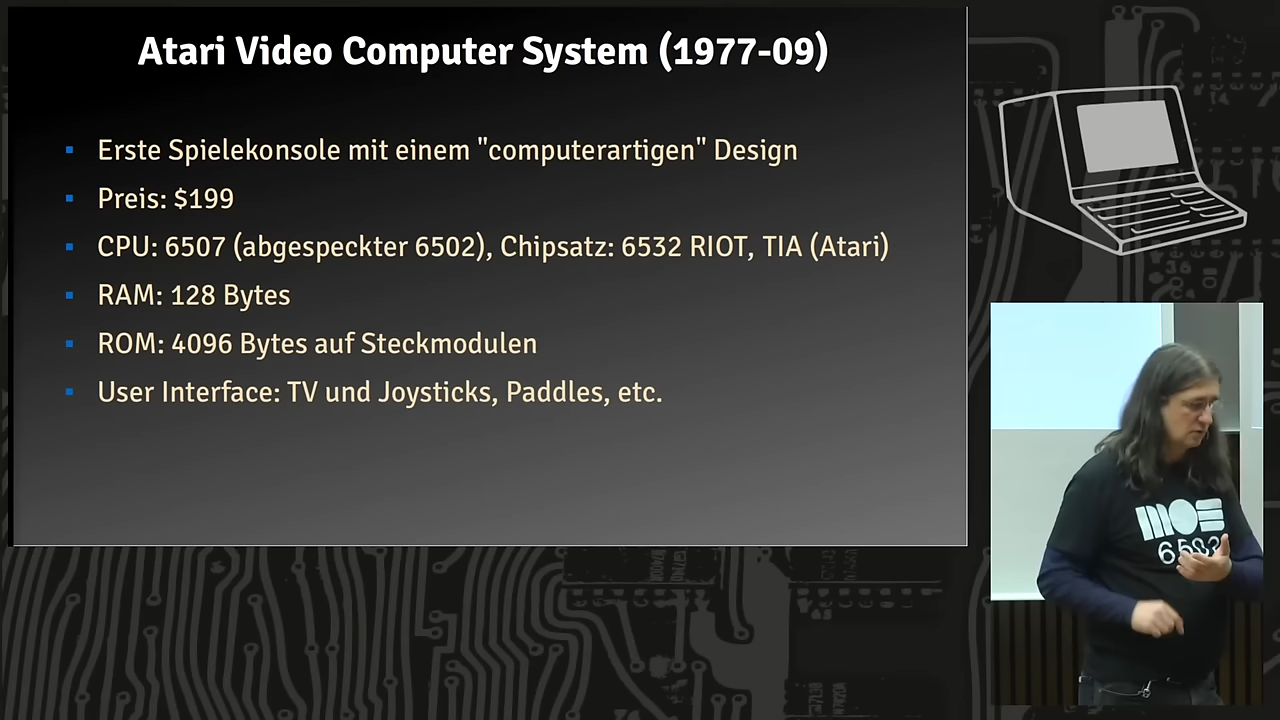 Atari Video Computer System (1977-09)
Erste Spielekonsole mit einem "computerartigen" Design
Preis: $199
CPU: 6507 (abgespeckter 6502), Chipsatz: 6532 RIOT, TIA (Atari)
RAM: 128 Bytes
ROM: 4096 Bytes auf Steckmodulen
User Interface: TV und Joysticks, Paddles, etc.
MOS
6502